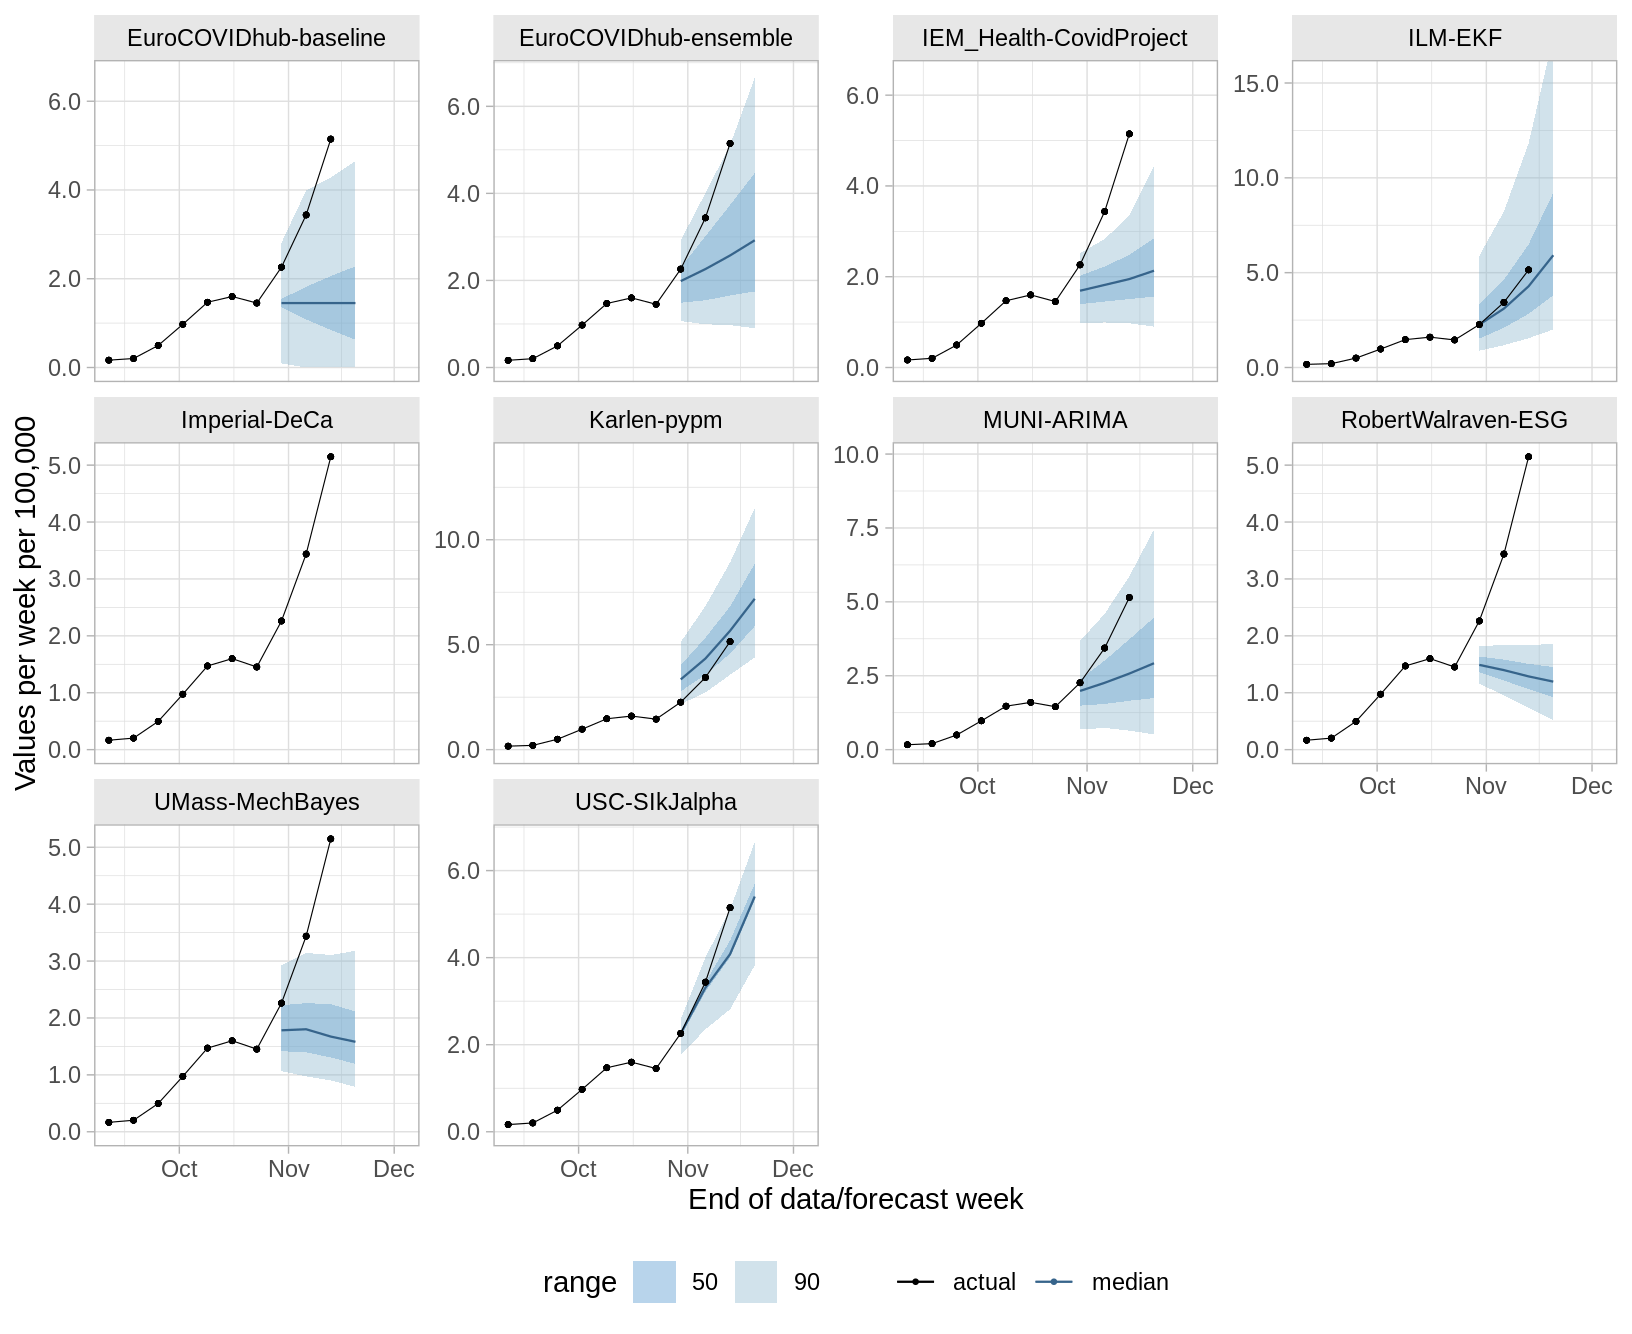 EuroCOVIDhub-baseline
EuroCOVIDhub-ensemble
IEM_Health-CovidProject
ILM-EKF
6.0
4.0
2.0
0.0
6.0
4.0
2.0
0.0
6.0
4.0
2.0
0.0
15.0
10.0
5.0
0.0
Values per week per 100,000
Imperial-DeCa
Karlen-pypm
MUNI-ARIMA
RobertWalraven-ESG
5.0
4.0
3.0
2.0
1.0
0.0
10.0
5.0
0.0
10.0
7.5
5.0
2.5
0.0
5.0
4.0
3.0
2.0
1.0
0.0
Oct Nov Dec
Oct Nov Dec
UMass-MechBayes
USC-SIkJalpha
5.0
4.0
3.0
2.0
1.0
0.0
6.0
4.0
2.0
0.0
Oct Nov Dec
Oct Nov Dec
End of data/forecast week
range 50 90 actual median